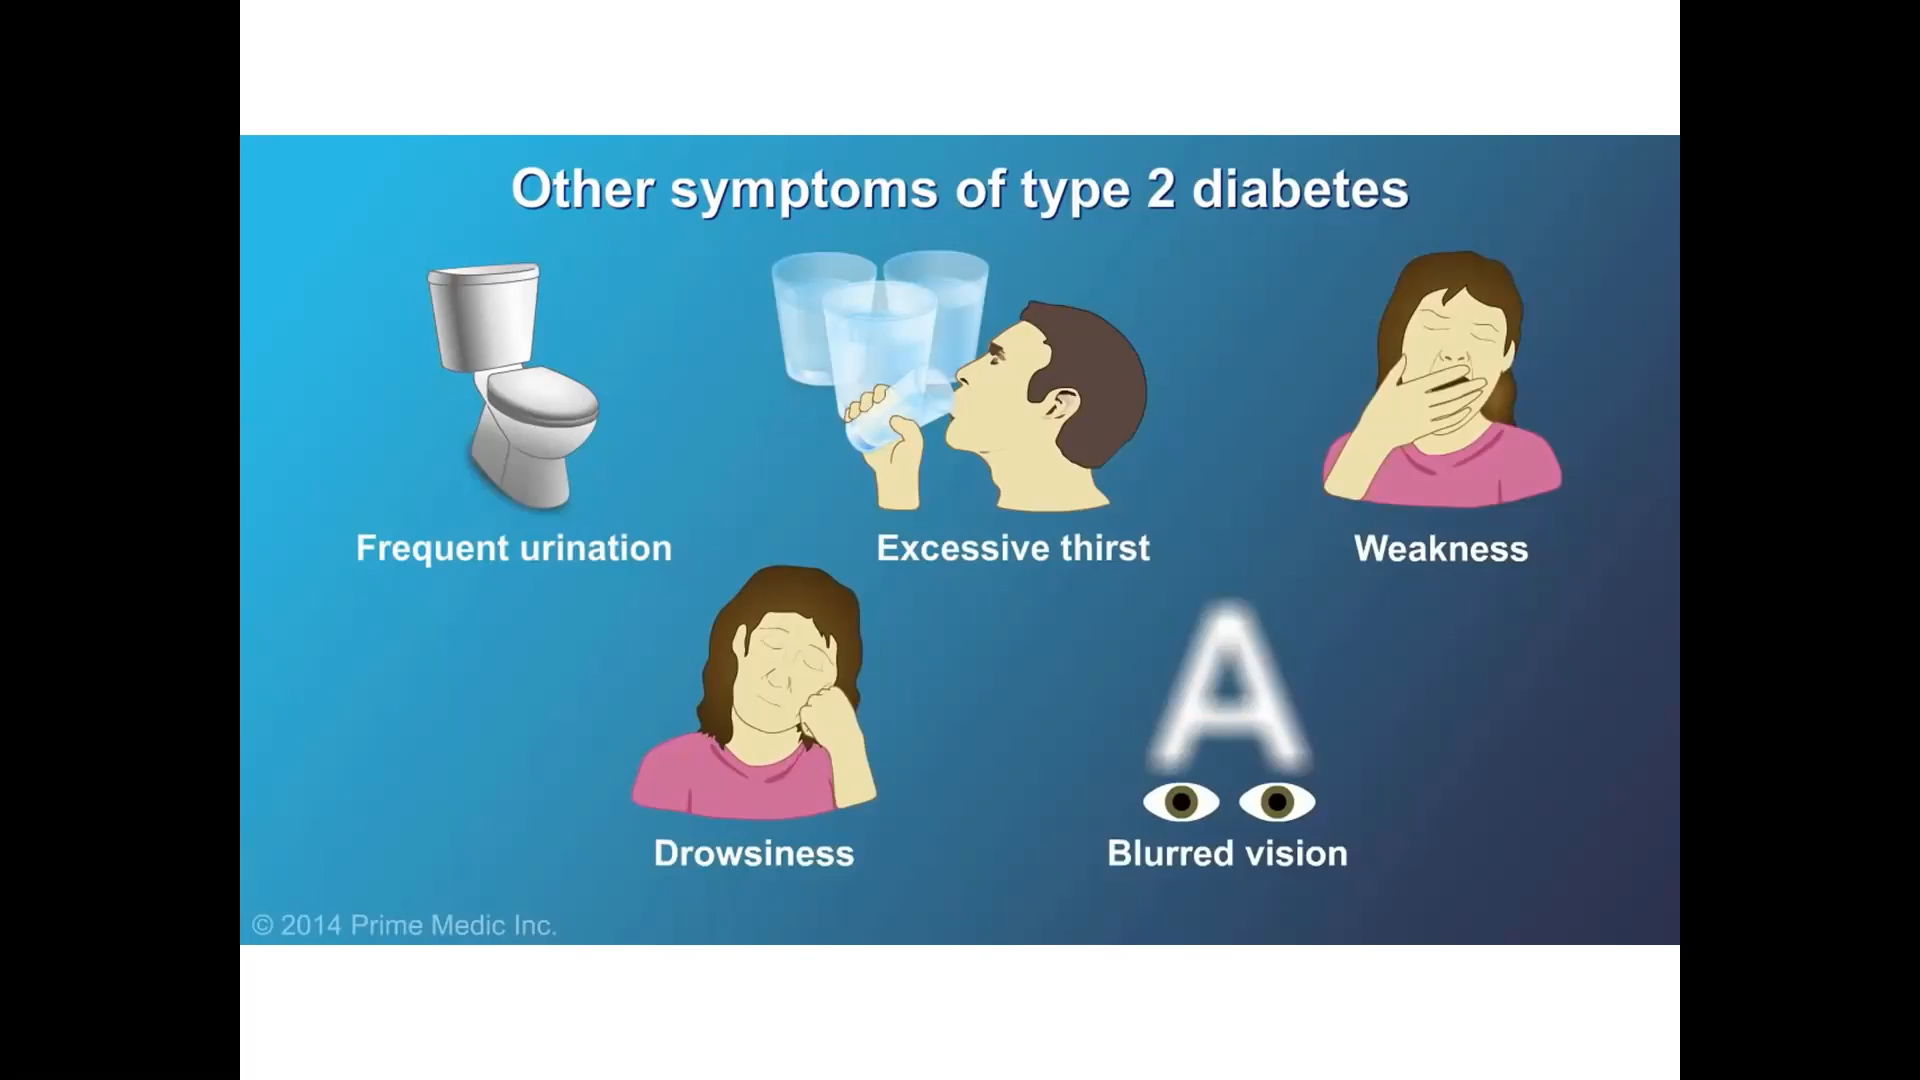 Other symptoms of type 2 diabetes
Frequent urination
Excessive thirst
Weakness
A
Drowsiness
Blurred vision
© 2014 Prime Medic Inc.